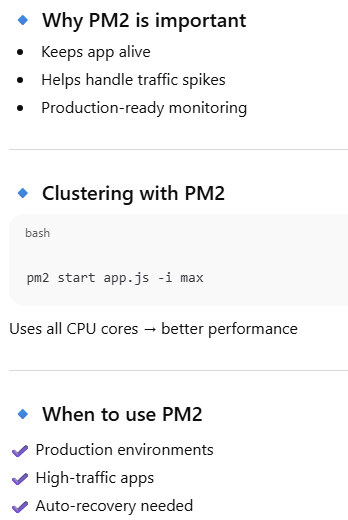 Why PM2 is important
Keeps app alive
Helps handle traffic spikes
Production-ready monitoring
Clustering with PM2
bash
pm2 start app.js -i max
Uses all CPU cores → better performance
When to use PM2
Production environments
High-traffic apps
Auto-recovery needed